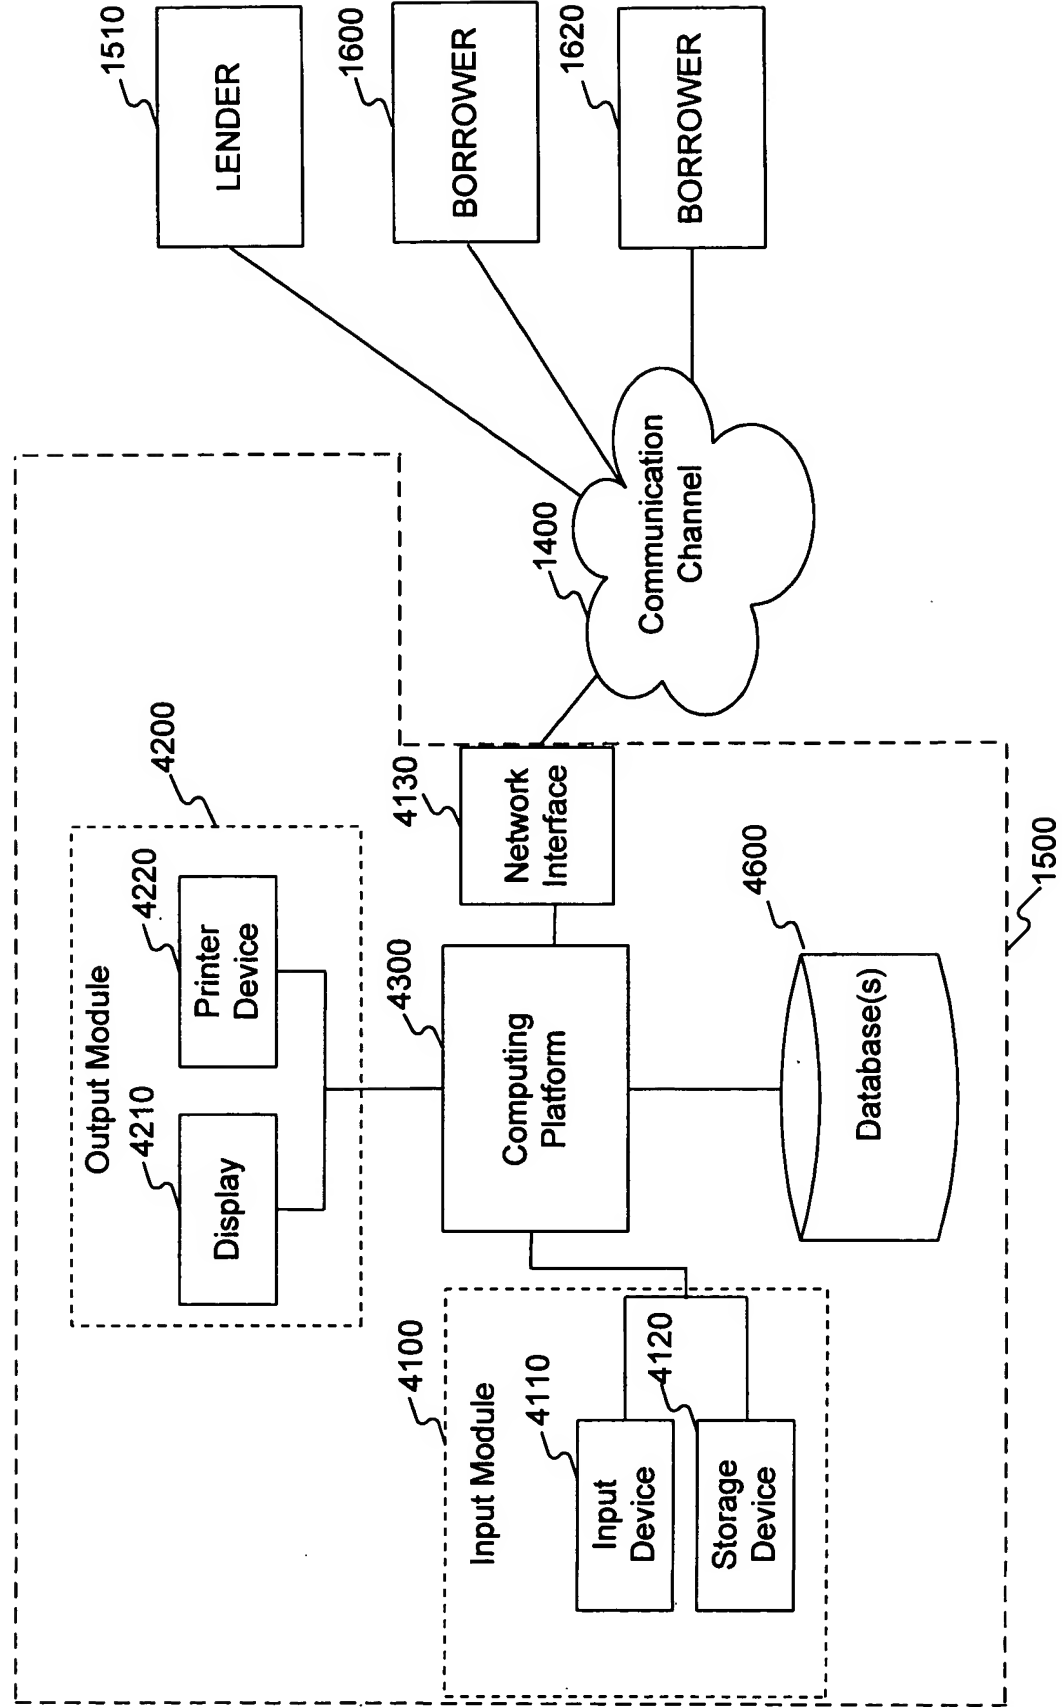 Output Module
4200
4210
Display
4220
Printer
Device
4100
Input Module
4110
Input
Device
4120
Storage
Device
4300
Computing
Platform
4130
Network
Interface
4600
Database(s)
1500
1400
Communication
Channel
1510
LENDER
1600
BORROWER
1620
BORROWER